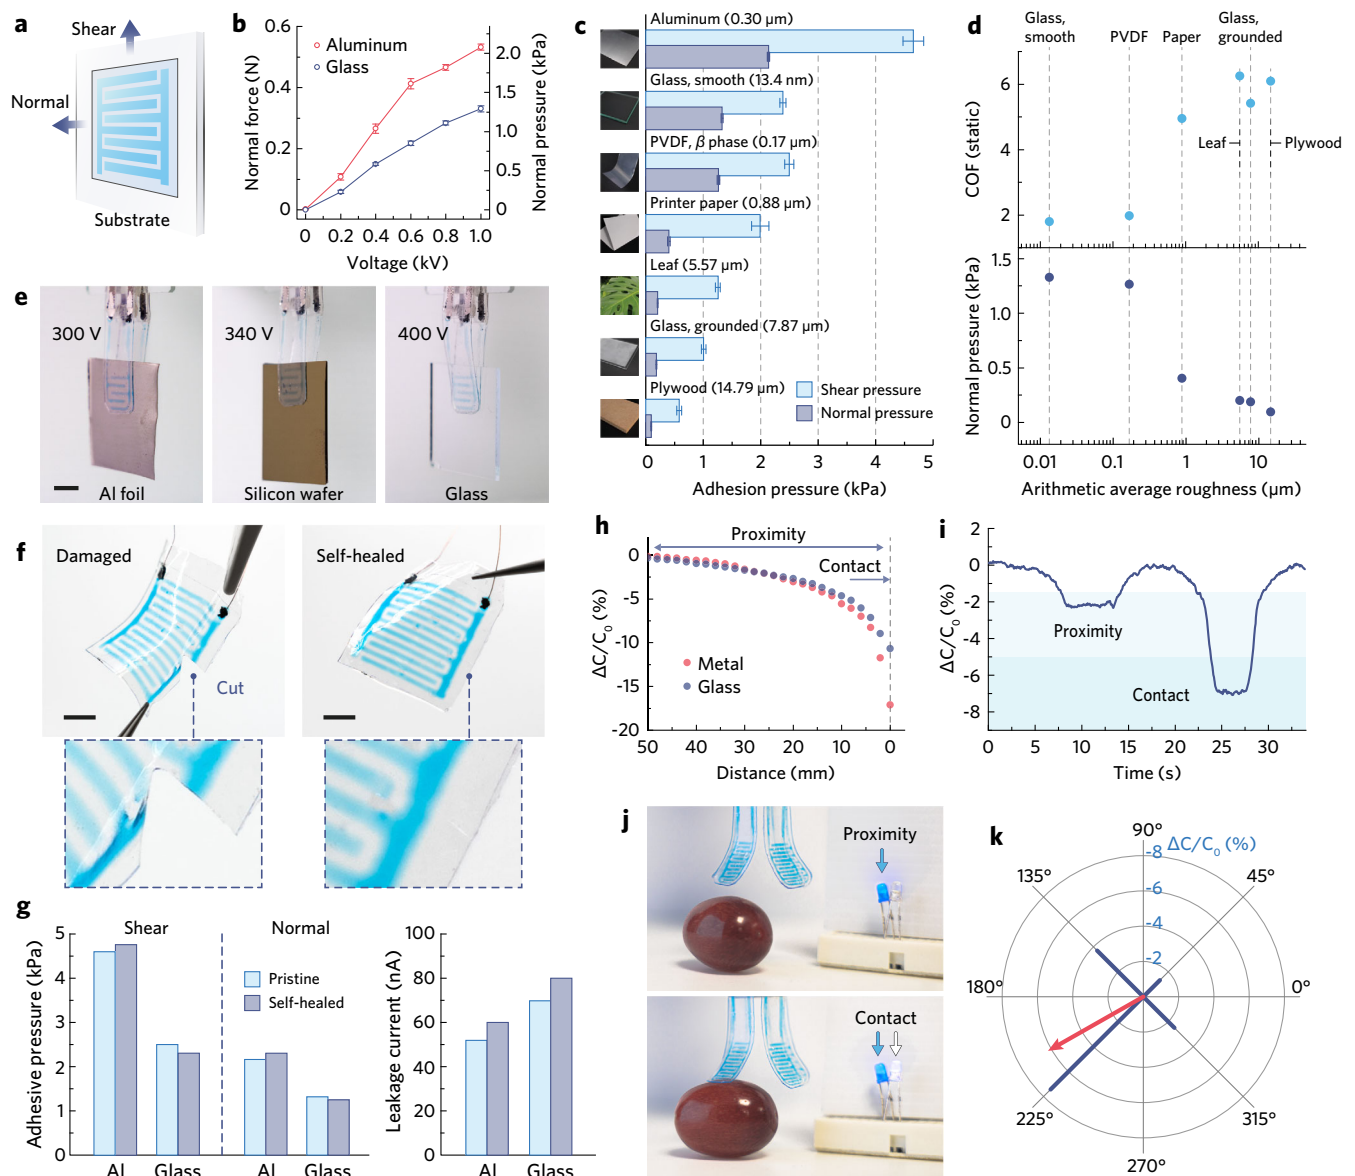 a
Shear
Normal
Substrate
b
0.6
0.4
0.2
0
Normal force (N)
Aluminum
Glass
2.0
1.5
1.0
0.5
0
Normal pressure (kPa)
0 0.2 0.4 0.6 0.8 1.0
Voltage (kV)
c
Aluminum (0.30 µm)
Glass, smooth (13.4 nm)
PVDF, β phase (0.17 µm)
Printer paper (0.88 µm)
Leaf (5.57 µm)
Glass, grounded (7.87 µm)
Plywood (14.79 µm)
Shear pressure
Normal pressure
0 1 2 3 4 5
Adhesion pressure (kPa)
d
Glass, smooth
PVDF
Paper
Glass, grounded
Leaf
Plywood
6
4
2
COF (static)
1.5
1.0
0.5
0
Normal pressure (kPa)
0.01 0.1 1 10
Arithmetic average roughness (µm)
e
300 V
340 V
400 V
Al foil
Silicon wafer
Glass
f
Damaged
Self-healed
Cut
g
Shear
Normal
5
4
3
2
1
0
Adhesive pressure (kPa)
Pristine
Self-healed
Al Glass Al Glass
100
80
60
40
20
0
Leakage current (nA)
Al Glass
h
Proximity
Contact
0
-5
-10
-15
-20
ΔC/C₀ (%)
Metal
Glass
50 40 30 20 10 0
Distance (mm)
i
2
0
-2
-4
-6
-8
ΔC/C₀ (%)
Proximity
Contact
0 5 10 15 20 25 30
Time (s)
j
Proximity
Contact
k
90°
-8 ΔC/C₀ (%)
-6
-4
-2
135°
45°
180°
0°
225°
315°
270°